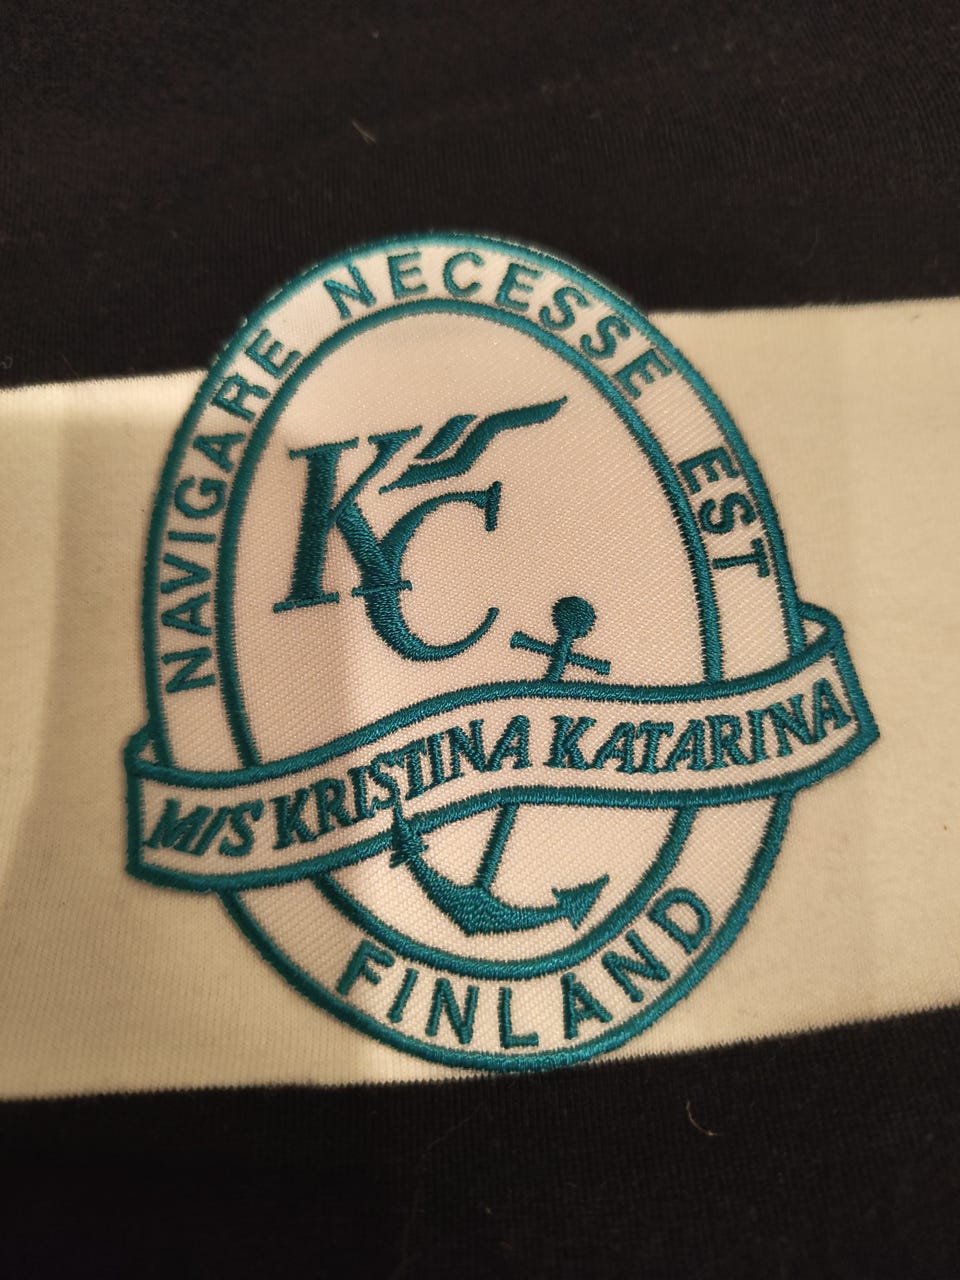 NAVIGARE NECESSE EST
KC
M/S KRISTINA KATARINA
FINLAND